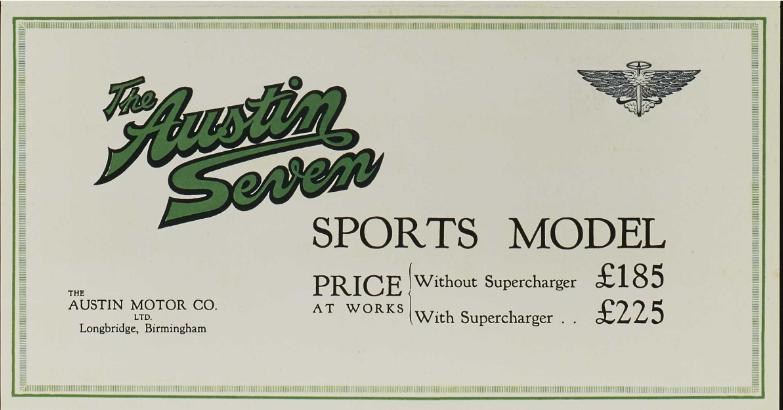 The
Austin
Seven
SPORTS MODEL
PRICE
AT WORKS
Without Supercharger £185
With Supercharger . . £225
THE
AUSTIN MOTOR CO.
LTD.
Longbridge, Birmingham